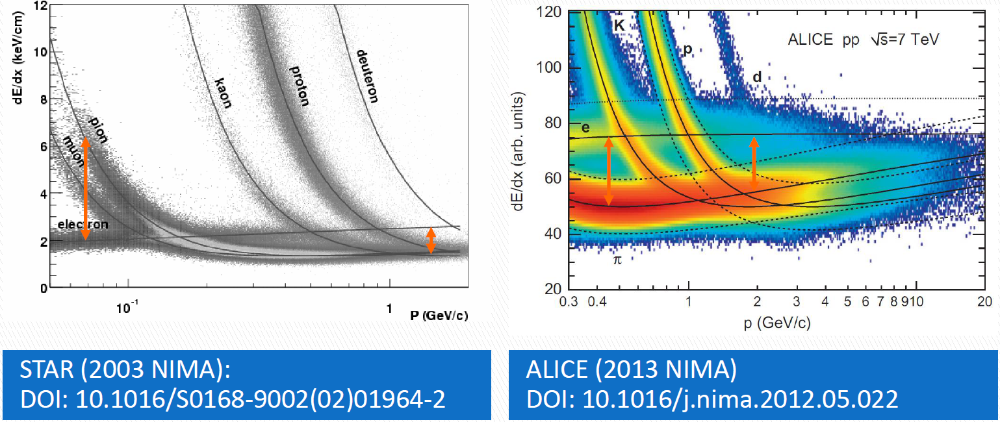 12
10
8
6
4
2
0
dE/dx (keV/cm)
pion
muon
electron
kaon
proton
deuteron
10⁻¹
1
P (GeV/c)
120
100
80
60
40
20
dE/dx (arb. units)
K
p
d
e
π
ALICE pp √s=7 TeV
0.3 0.4 1 2 3 4 5 6 7 8 910 20
p (GeV/c)
STAR (2003 NIMA):
DOI: 10.1016/S0168-9002(02)01964-2
ALICE (2013 NIMA)
DOI: 10.1016/j.nima.2012.05.022